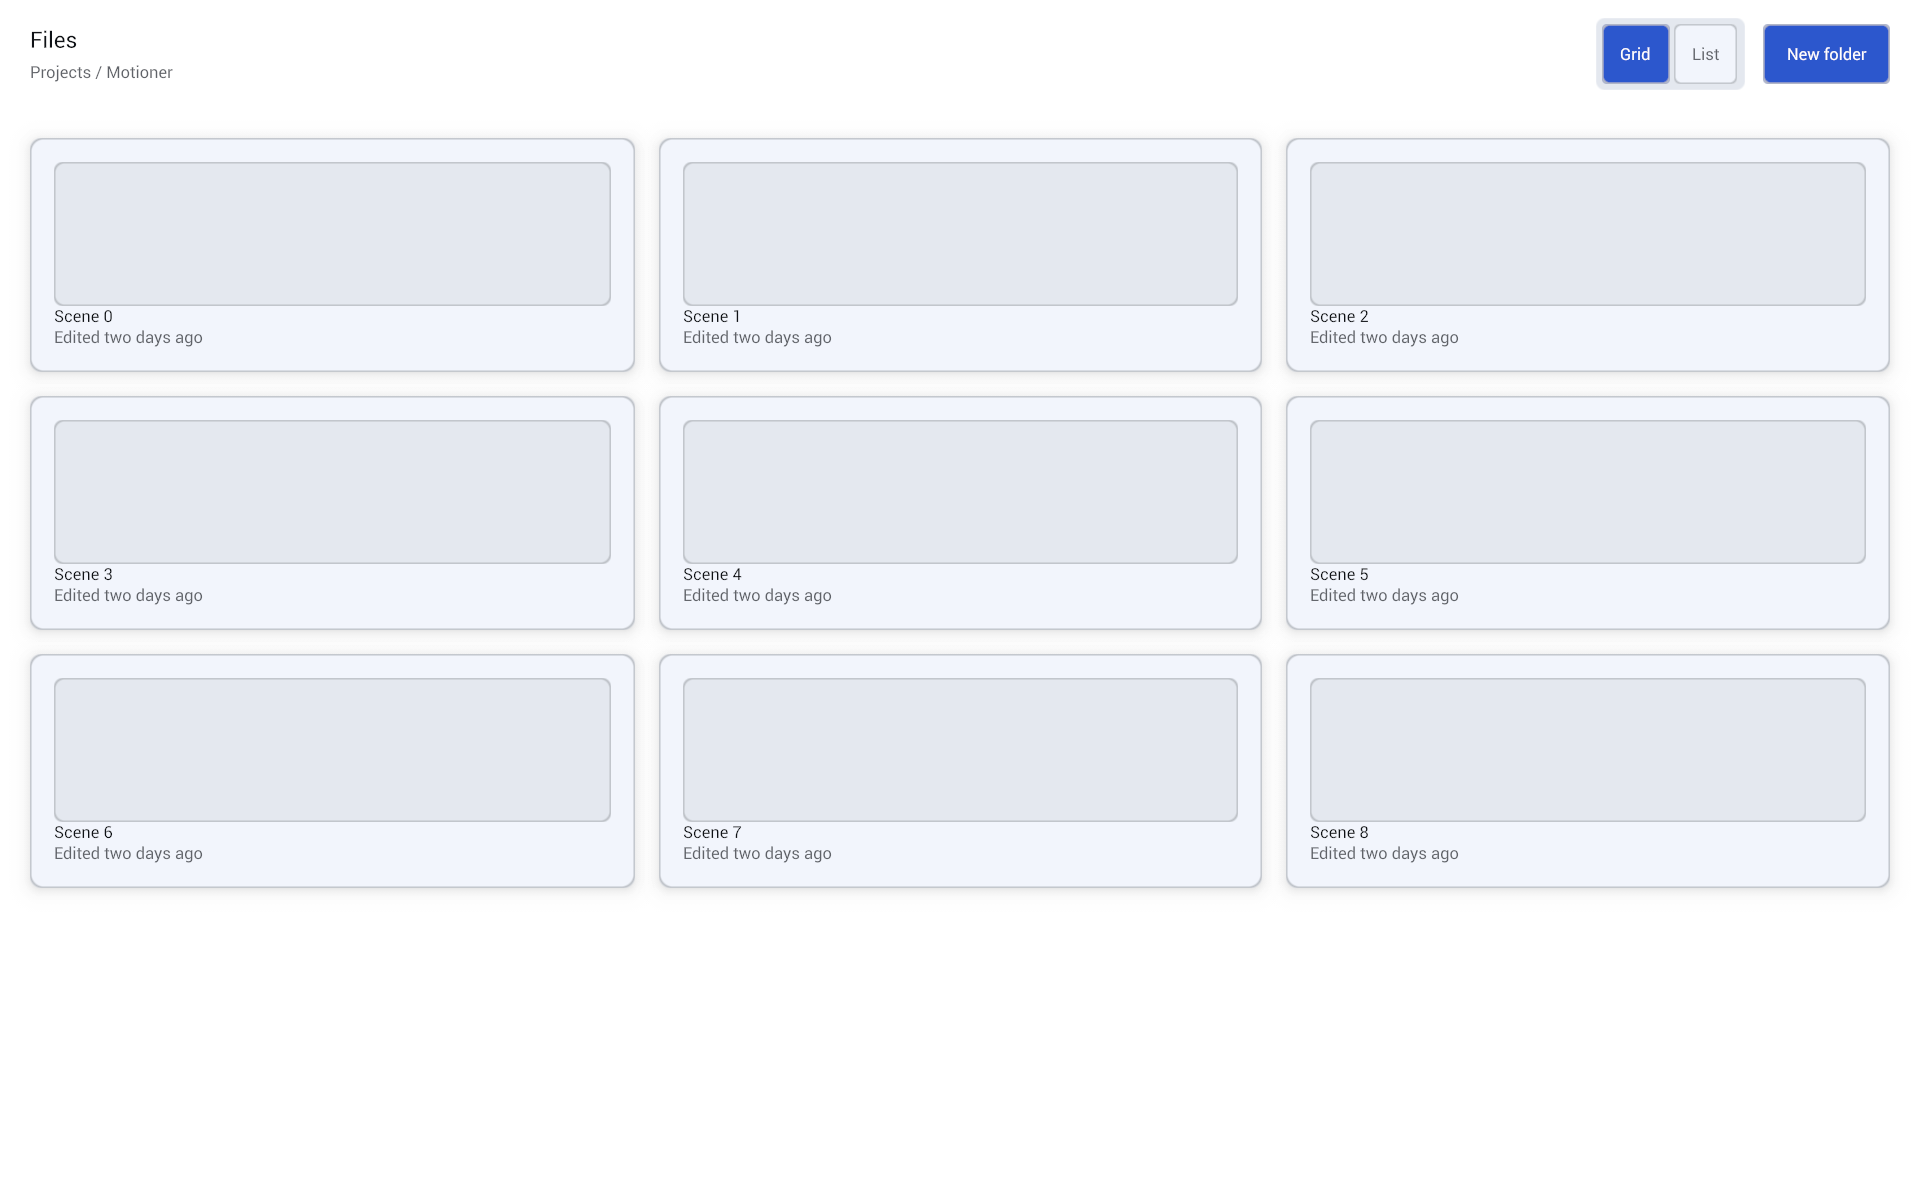 Files
Projects / Motioner
Grid
List
New folder
Scene 0
Edited two days ago
Scene 1
Edited two days ago
Scene 2
Edited two days ago
Scene 3
Edited two days ago
Scene 4
Edited two days ago
Scene 5
Edited two days ago
Scene 6
Edited two days ago
Scene 7
Edited two days ago
Scene 8
Edited two days ago